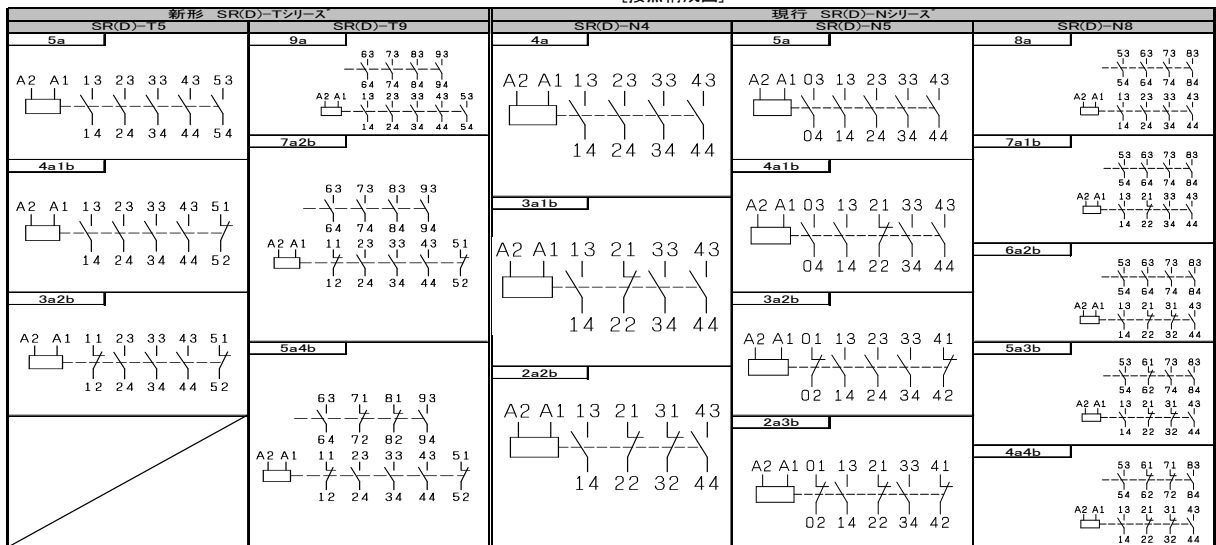 [接点構成図]
新形 SR(D)-Tシリーズ
現行 SR(D)-Nシリーズ
SR(D)-T5
SR(D)-T9
SR(D)-N4
SR(D)-N5
SR(D)-N8
5a
A2 A1 13 23 33 43 53
14 24 34 44 54
4a1b
A2 A1 13 23 33 43 51
14 24 34 44 52
3a2b
A2 A1 11 23 33 43 51
12 24 34 44 52
9a
63 73 83 93
64 74 84 94
A2 A1 13 23 33 43 53
14 24 34 44 54
7a2b
63 73 83 93
64 74 84 94
A2 A1 11 23 33 43 51
12 24 34 44 52
5a4b
63 71 81 93
64 72 82 94
A2 A1 11 23 33 43 51
12 24 34 44 52
4a
A2 A1 13 23 33 43
14 24 34 44
3a1b
A2 A1 13 21 33 43
14 22 34 44
2a2b
A2 A1 13 21 31 43
14 22 32 44
5a
A2 A1 03 13 23 33 43
04 14 24 34 44
4a1b
A2 A1 03 13 21 33 43
04 14 22 34 44
3a2b
A2 A1 01 13 23 33 41
02 14 24 34 42
2a3b
A2 A1 01 13 21 33 41
02 14 22 34 42
8a
53 63 73 83
54 64 74 84
A2 A1 13 23 33 43
14 24 34 44
7a1b
53 63 73 83
54 64 74 84
A2 A1 13 21 33 43
14 22 34 44
6a2b
53 63 73 83
54 64 74 84
A2 A1 13 21 31 43
14 22 32 44
5a3b
53 61 73 83
54 62 74 84
A2 A1 13 21 31 43
14 22 32 44
4a4b
53 61 71 83
54 62 72 84
A2 A1 13 21 31 43
14 22 32 44